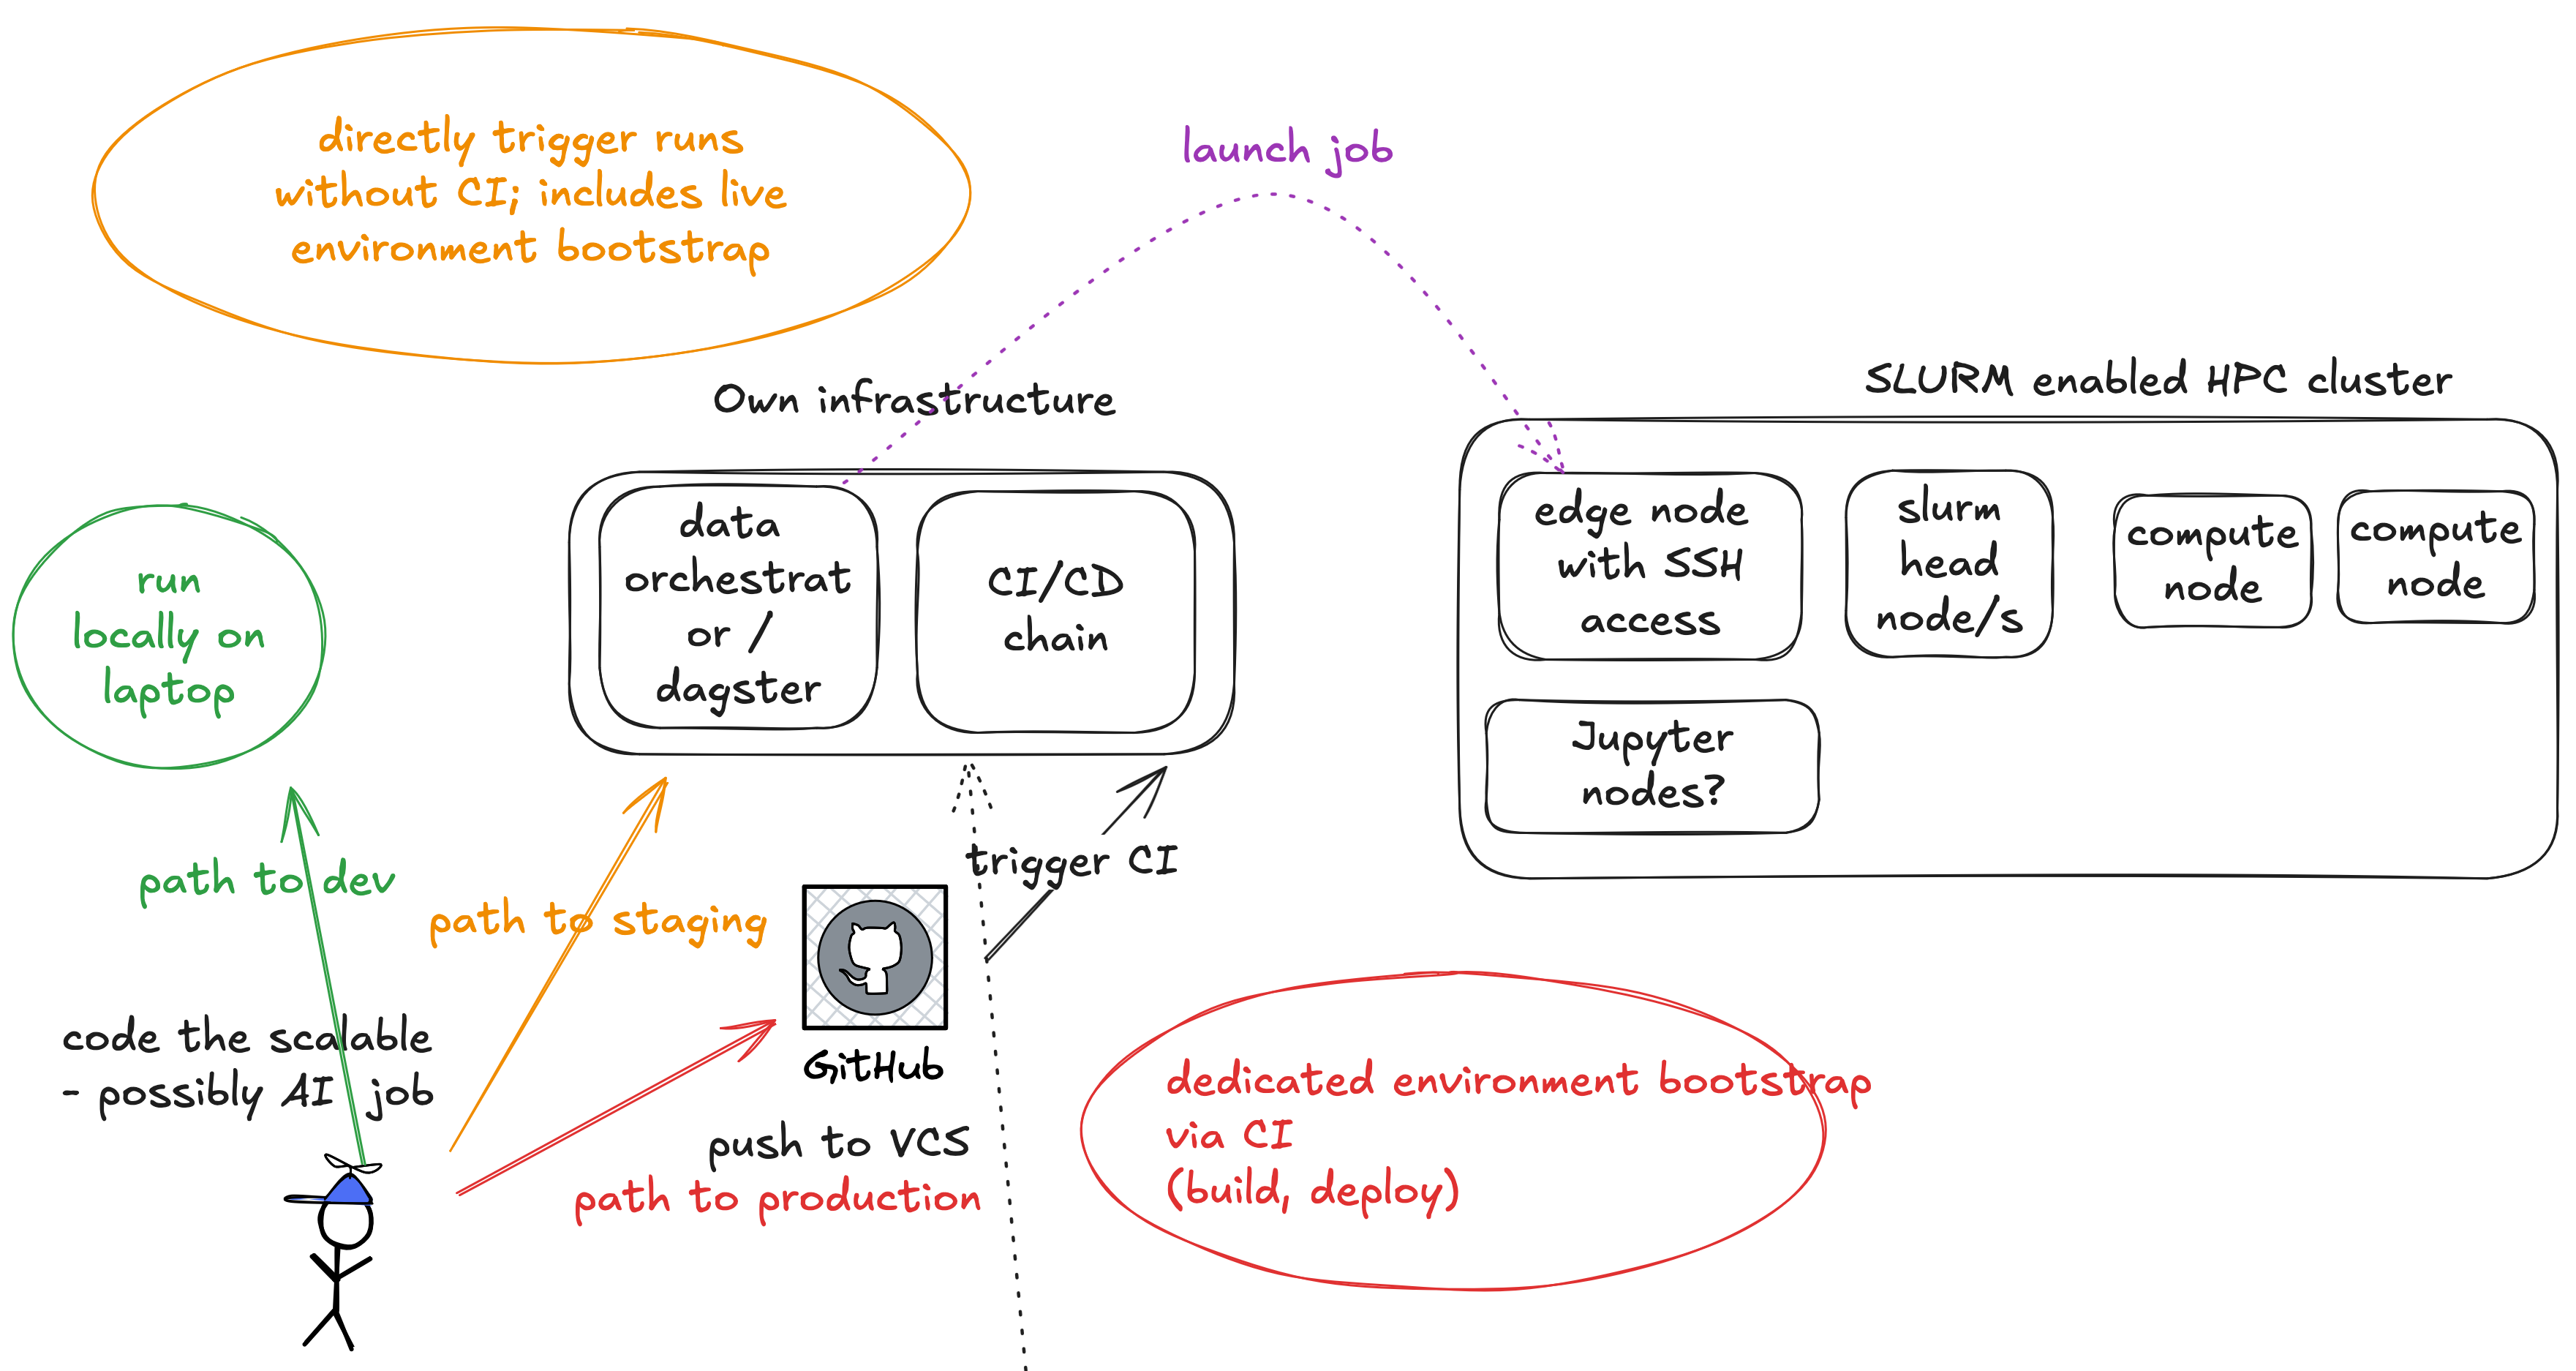 directly trigger runs
without CI; includes live
environment bootstrap
launch job
Own infrastructure
SLURM enabled HPC cluster
data
orchestrat
or /
dagster
CI/CD
chain
edge node
with SSH
access
slurm
head
node/s
compute
node
compute
node
Jupyter
nodes?
run
locally on
laptop
path to dev
path to staging
trigger CI
code the scalable
- possibly AI job
GitHub
push to VCS
path to production
dedicated environment bootstrap
via CI
(build, deploy)